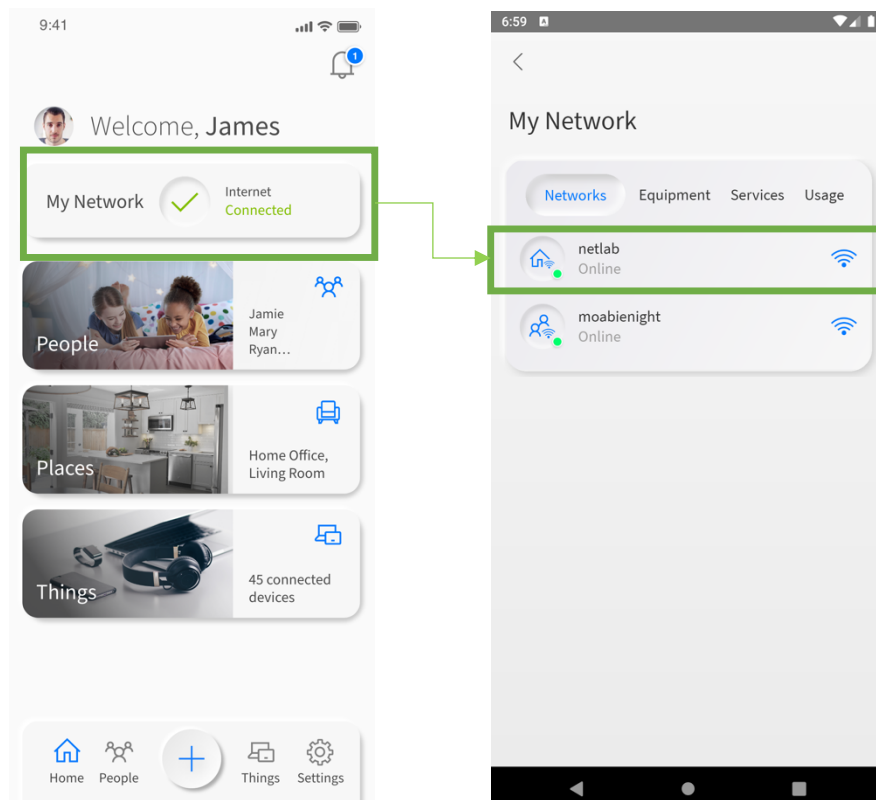 9:41
1
Welcome, James
My Network
Internet
Connected
People
Jamie
Mary
Ryan...
Places
Home Office,
Living Room
Things
45 connected
devices
Home People Things Settings
6:59 A
My Network
Networks Equipment Services Usage
netlab
Online
moabienight
Online